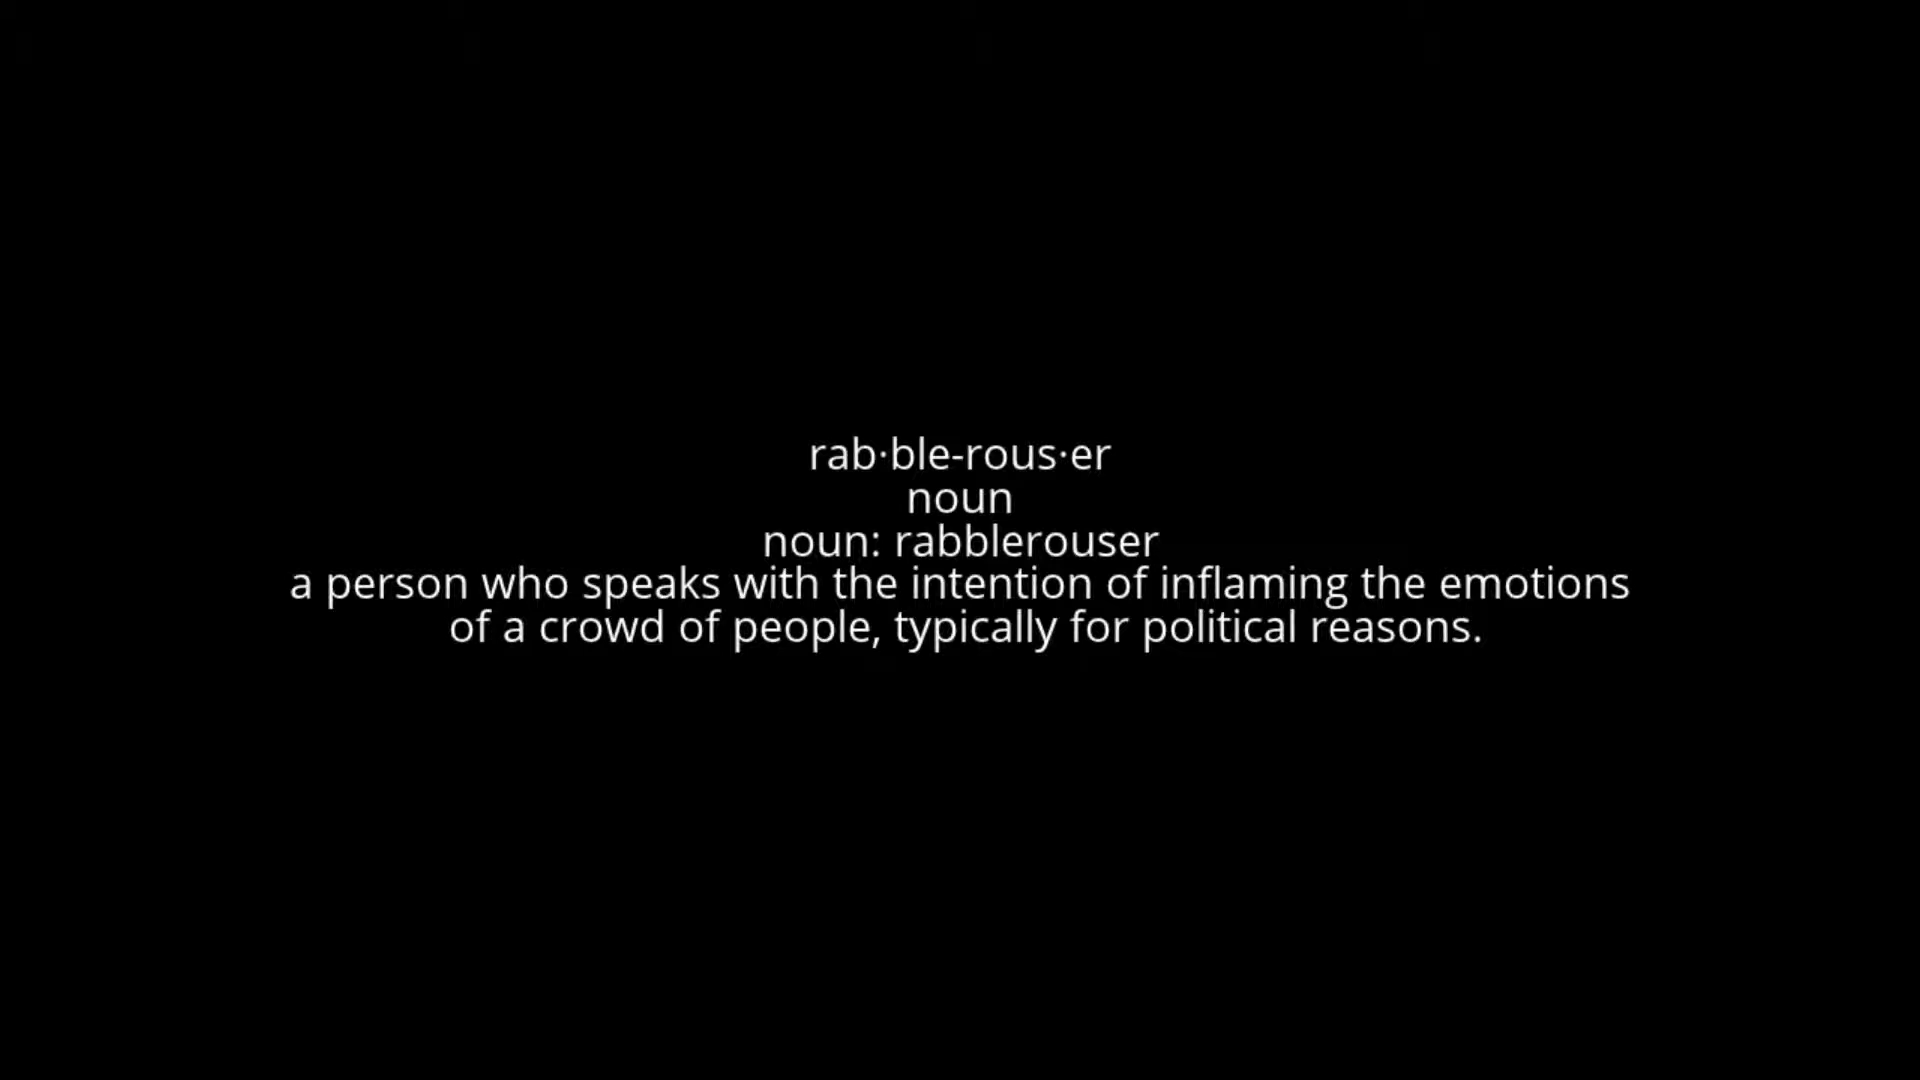 rab·ble-rous·er
noun
noun: rabblerouser
a person who speaks with the intention of inflaming the emotions
of a crowd of people, typically for political reasons.